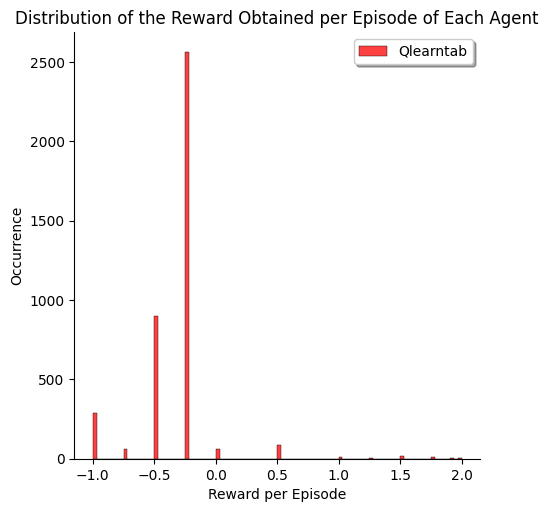 Distribution of the Reward Obtained per Episode of Each Agent
Qlearntab
2500
2000
1500
1000
500
0
Occurrence
−1.0 −0.5 0.0 0.5 1.0 1.5 2.0
Reward per Episode